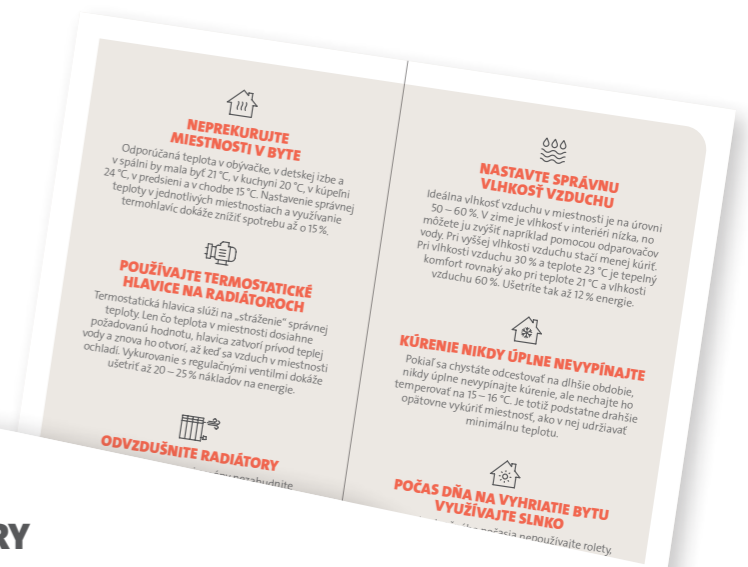 NEPREKURUJTE
MIESTNOSTI V BYTE
Odporúčaná teplota v obývačke, v detskej izbe a
v spálni by mala byť 21 °C, v kuchyni 20 °C, v kúpeľni
24 °C, v predsieni a v chodbe 15 °C. Nastavenie správnej
teploty v jednotlivých miestnostiach a využívanie
termohlavíc dokáže znížiť spotrebu až o 15 %.
POUŽÍVAJTE TERMOSTATICKÉ
HLAVICE NA RADIÁTOROCH
Termostatická hlavica slúži na „stráženie“ správnej
teploty. Len čo teplota v miestnosti dosiahne
požadovanú hodnotu, hlavica zatvorí prívod teplej
vody a znova ho otvorí, až keď sa vzduch v miestnosti
ochladí. Vykurovanie s regulačnými ventilmi dokáže
ušetriť až 20 – 25 % nákladov na energie.
ODVZDUŠNITE RADIÁTORY
nezabudnite
NASTAVTE SPRÁVNU
VLHKOSŤ VZDUCHU
Ideálna vlhkosť vzduchu v miestnosti je na úrovni
50 – 60 %. V zime je vlhkosť v interiéri nízka, no
môžete ju zvýšiť napríklad pomocou odparovačov
vody. Pri vyššej vlhkosti vzduchu stačí menej kúriť.
Pri vlhkosti vzduchu 30 % a teplote 23 °C je tepelný
komfort rovnaký ako pri teplote 21 °C a vlhkosti
vzduchu 60 %. Ušetríte tak až 12 % energie.
KÚRENIE NIKDY ÚPLNE NEVYPÍNAJTE
Pokiaľ sa chystáte odcestovať na dlhšie obdobie,
nikdy úplne nevypínajte kúrenie, ale nechajte ho
temperovať na 15 – 16 °C. Je totiž podstatne drahšie
opätovne vykúriť miestnosť, ako v nej udržiavať
minimálnu teplotu.
POČAS DŇA NA VYHRIATIE BYTU
VYUŽÍVAJTE SLNKO
počasia nepoužívajte rolety,
RY